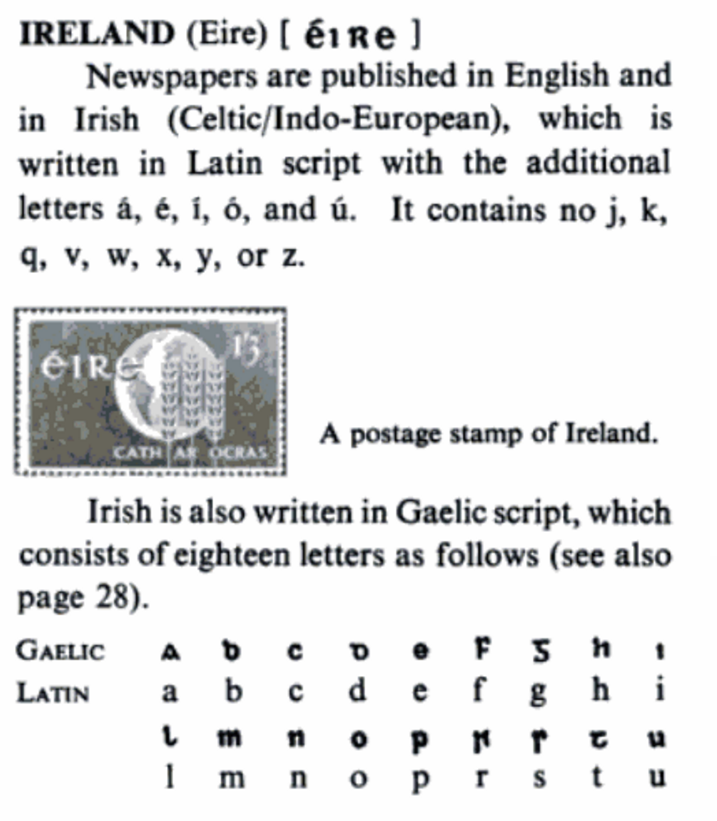 IRELAND (Eire) [ éıRe ]
Newspapers are published in English and
in Irish (Celtic/Indo-European), which is
written in Latin script with the additional
letters á, é, í, ó, and ú. It contains no j, k,
q, v, w, x, y, or z.
éIRe 1'3
CATH AR OCRAS
A postage stamp of Ireland.
Irish is also written in Gaelic script, which
consists of eighteen letters as follows (see also
page 28).
GAELIC ᴀ b c ꝺ e ꝼ ᵹ h ı
LATIN a b c d e f g h i
l m n o p ꞃ ꞅ ꞇ u
l m n o p r s t u